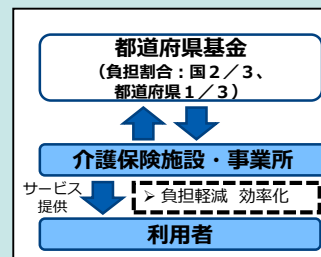 都道府県基金
(負担割合：国２／３、
都道府県１／３)
介護保険施設・事業所
サービス
提供
➢ 負担軽減 効率化
利用者